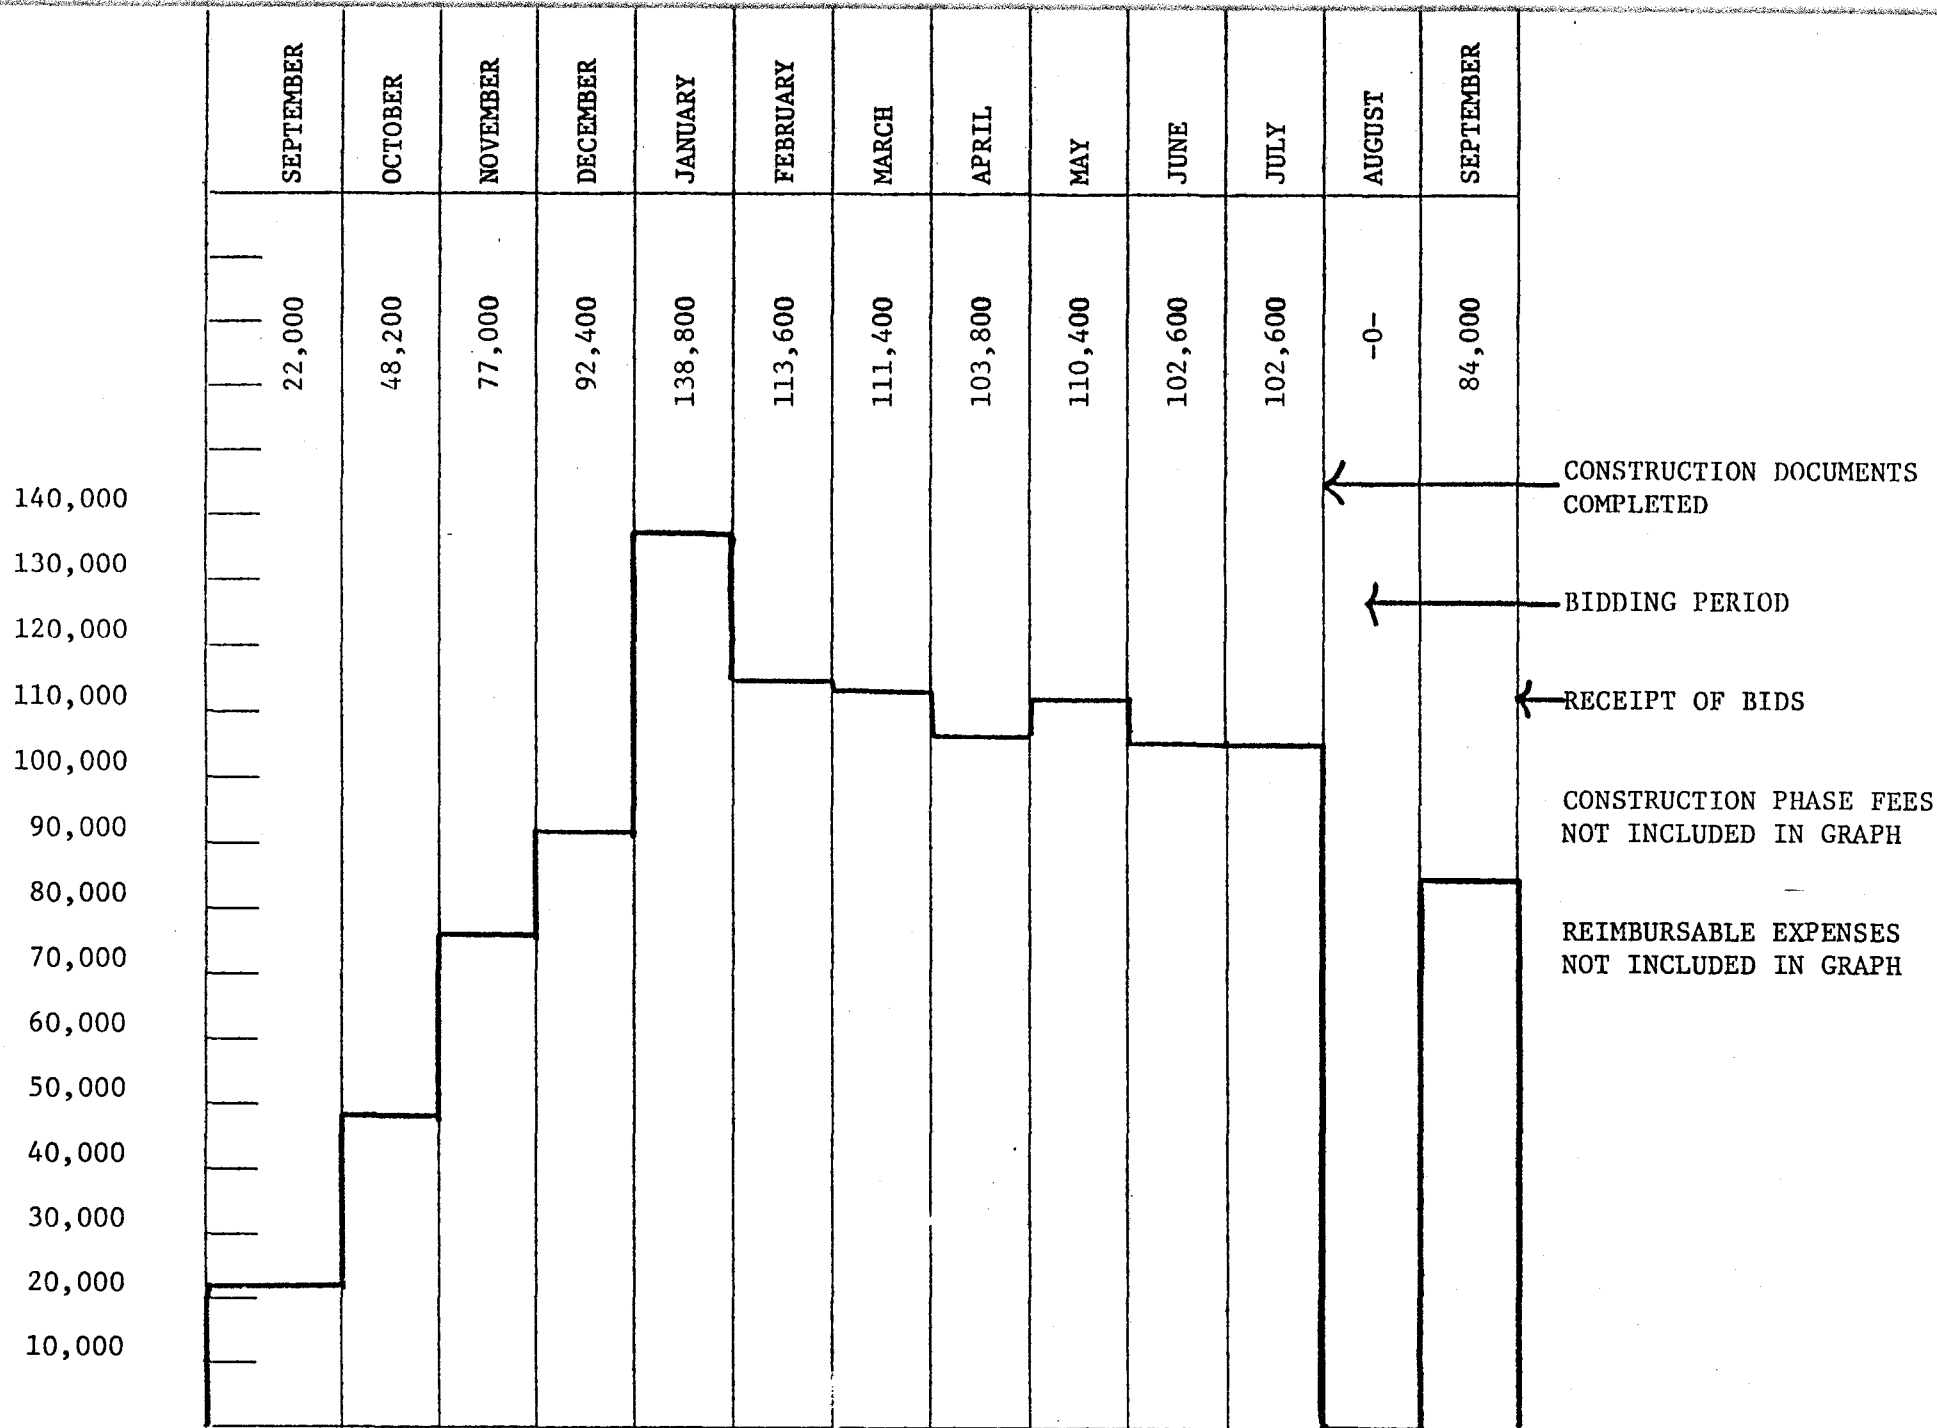 SEPTEMBER
OCTOBER
NOVEMBER
DECEMBER
JANUARY
FEBRUARY
MARCH
APRIL
MAY
JUNE
JULY
AUGUST
SEPTEMBER
22,000
48,200
77,000
92,400
138,800
113,600
111,400
103,800
110,400
102,600
102,600
-0-
84,000
140,000
130,000
120,000
110,000
100,000
90,000
80,000
70,000
60,000
50,000
40,000
30,000
20,000
10,000
CONSTRUCTION DOCUMENTS
COMPLETED
BIDDING PERIOD
RECEIPT OF BIDS
CONSTRUCTION PHASE FEES
NOT INCLUDED IN GRAPH
REIMBURSABLE EXPENSES
NOT INCLUDED IN GRAPH